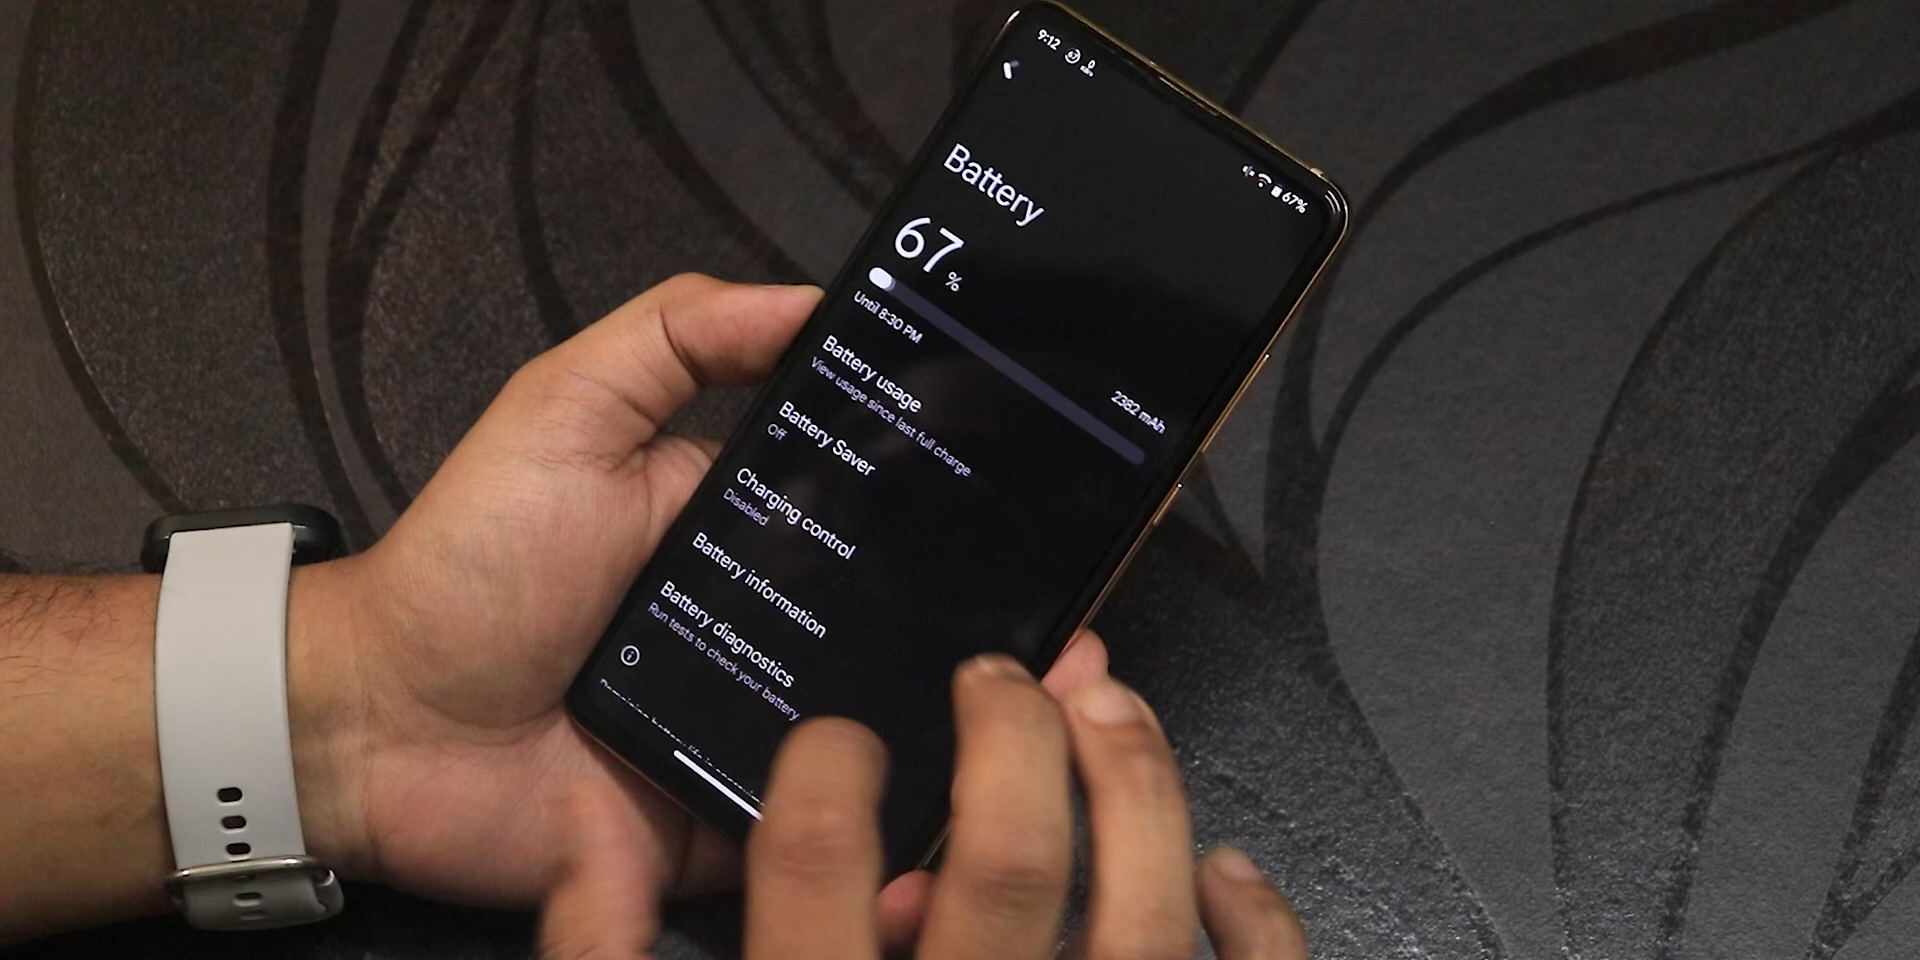 9:12
67%
Battery
67 %
Until 8:30 PM
2382 mAh
Battery usage
View usage since last full charge
Battery Saver
Off
Charging control
Disabled
Battery information
Battery diagnostics
Run tests to check your battery